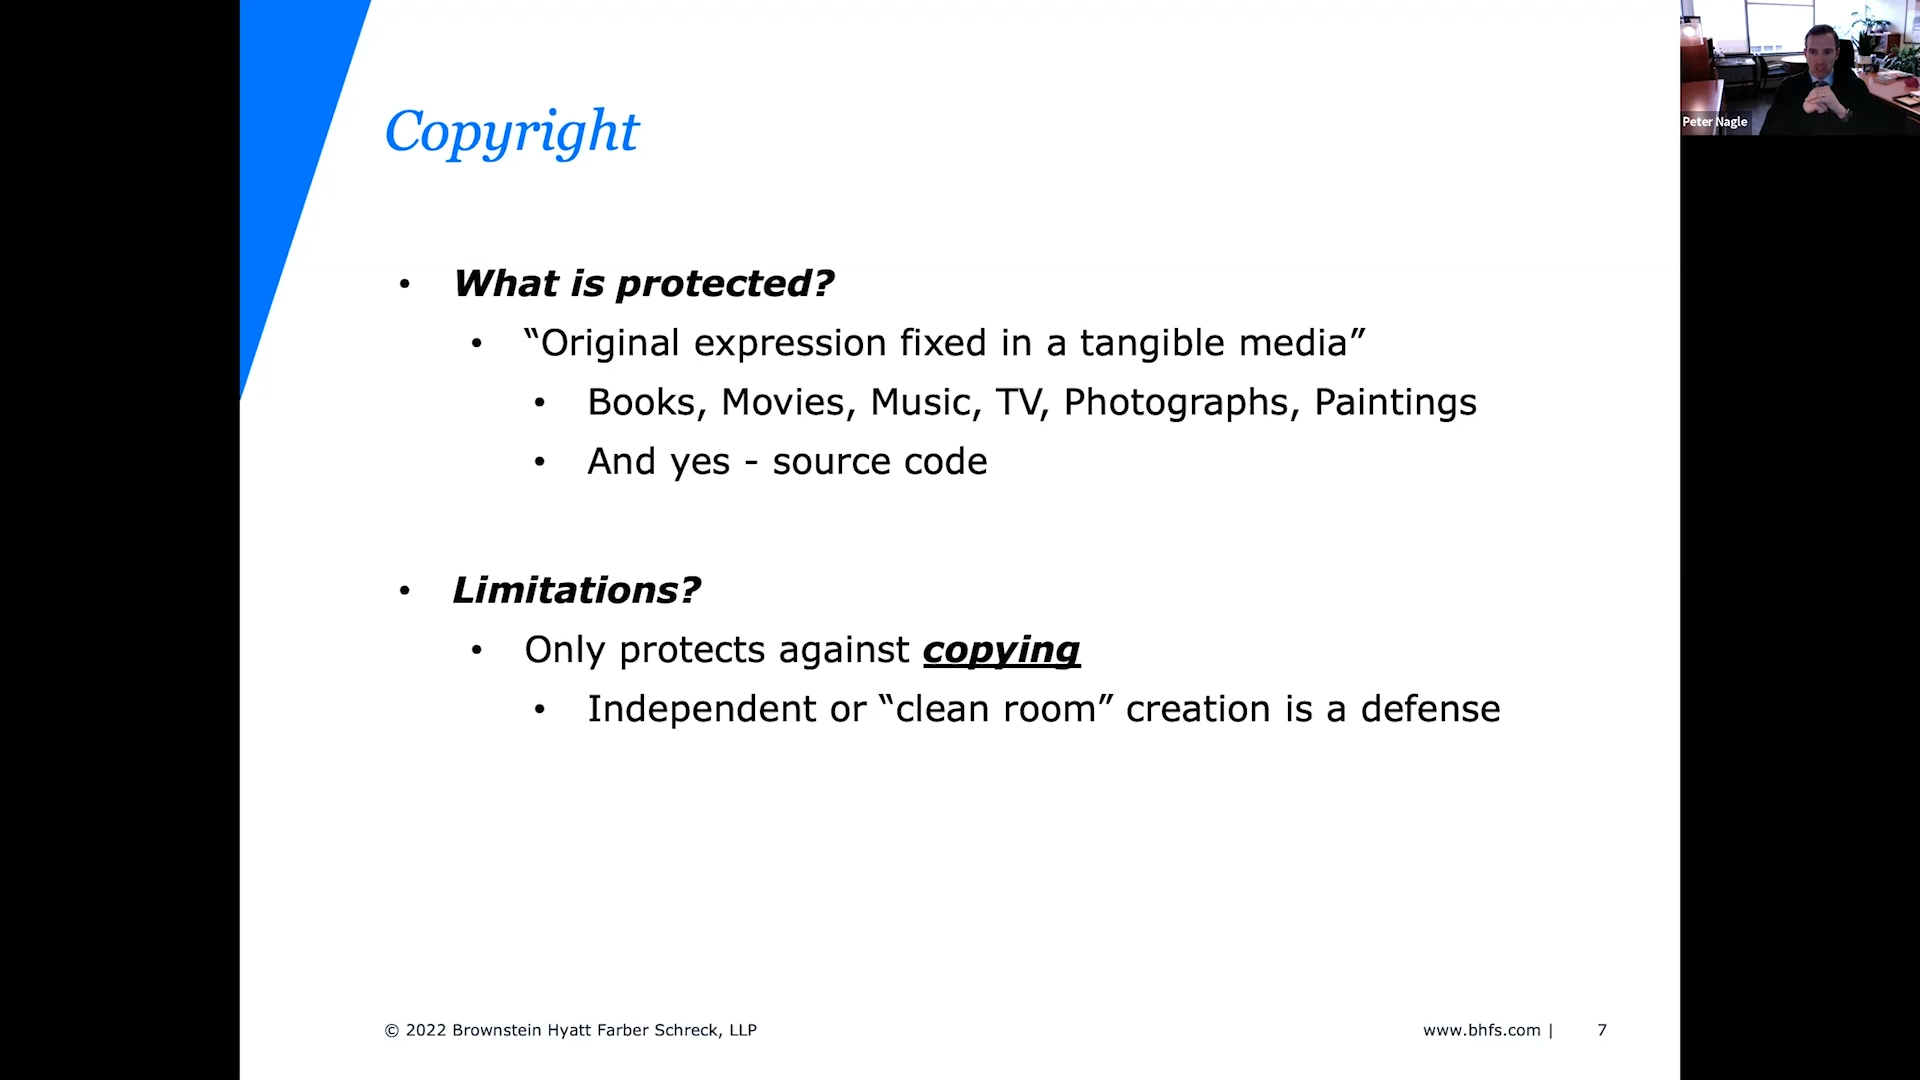 Copyright
Peter Nagle
• What is protected?
• “Original expression fixed in a tangible media”
• Books, Movies, Music, TV, Photographs, Paintings
• And yes - source code
• Limitations?
• Only protects against copying
• Independent or “clean room” creation is a defense
© 2022 Brownstein Hyatt Farber Schreck, LLP
www.bhfs.com | 7